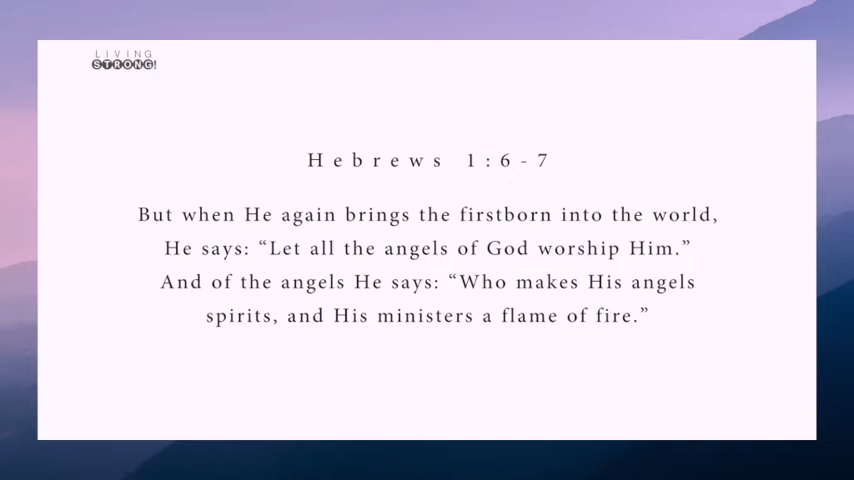 LIVING
STRONG!
Hebrews 1:6-7
But when He again brings the firstborn into the world,
He says: “Let all the angels of God worship Him.”
And of the angels He says: “Who makes His angels
spirits, and His ministers a flame of fire.”